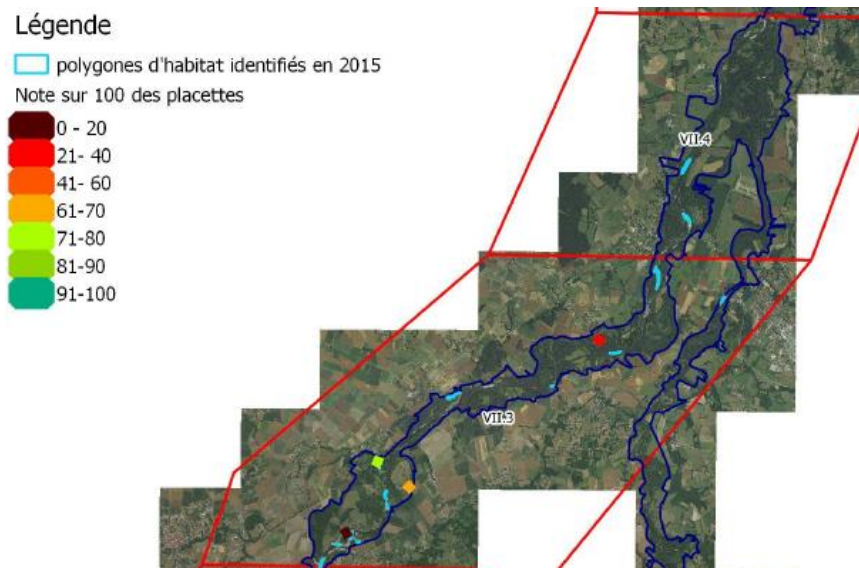 Légende
polygones d'habitat identifiés en 2015
Note sur 100 des placettes
0 - 20
21- 40
41- 60
61-70
71-80
81-90
91-100
VII.4
VII.3